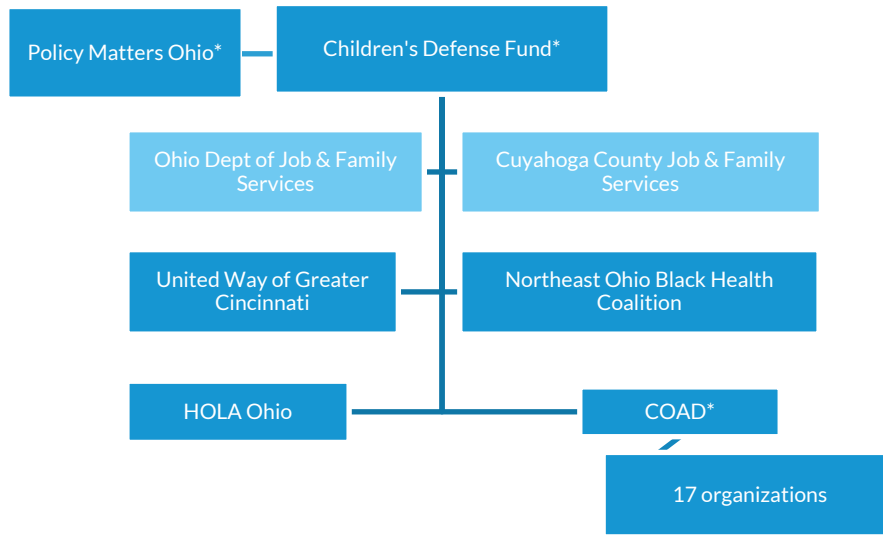 Policy Matters Ohio*
Children's Defense Fund*
Ohio Dept of Job & Family
Services
Cuyahoga County Job & Family
Services
United Way of Greater
Cincinnati
Northeast Ohio Black Health
Coalition
HOLA Ohio
COAD*
17 organizations